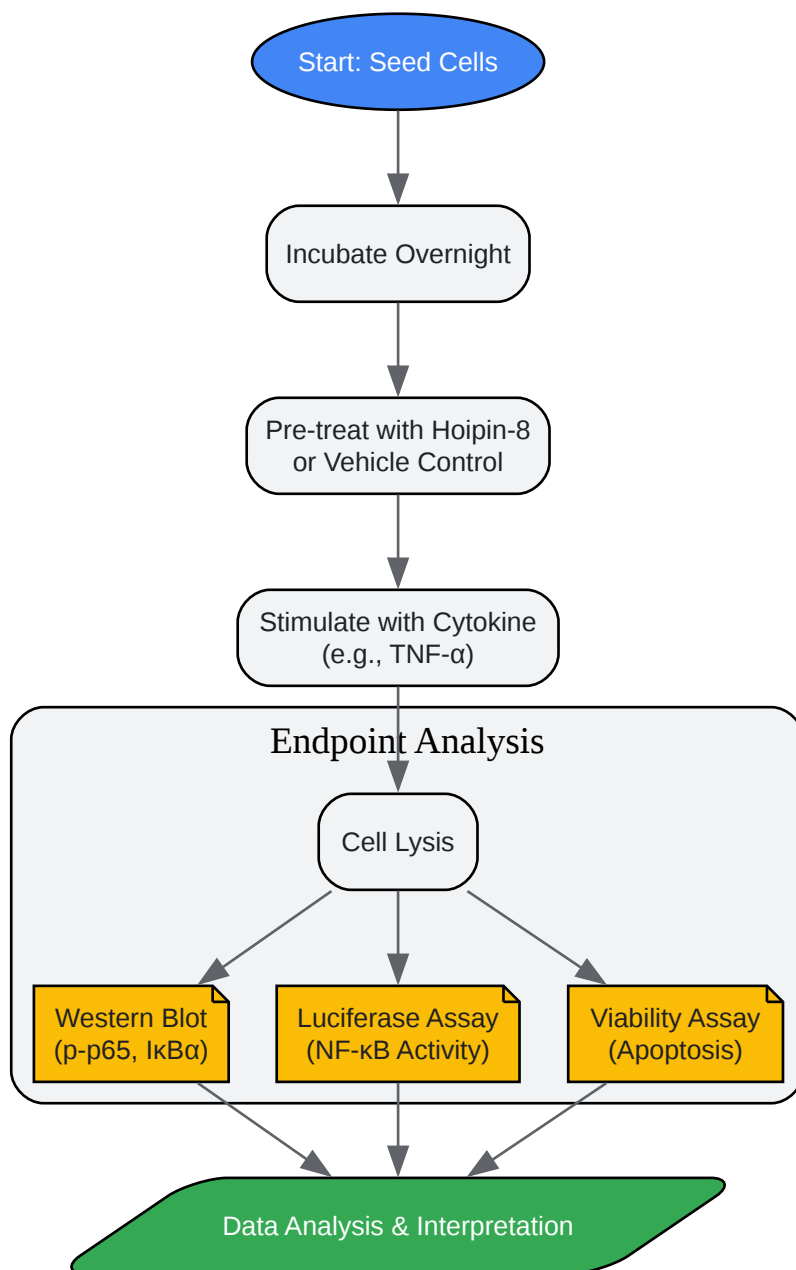 Start: Seed Cells
Incubate Overnight
Pre-treat with Hoipin-8
or Vehicle Control
Stimulate with Cytokine
(e.g., TNF-α)
Endpoint Analysis
Cell Lysis
Western Blot
(p-p65, IκBα)
Luciferase Assay
(NF-κB Activity)
Viability Assay
(Apoptosis)
Data Analysis & Interpretation